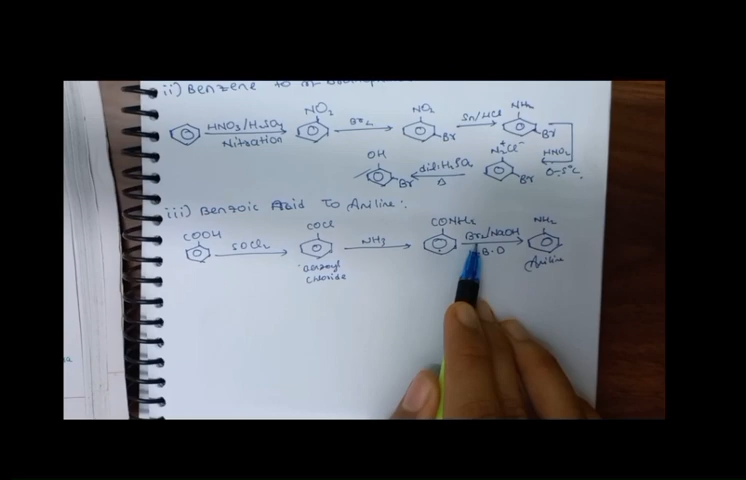 ii) Benzene to
NO2 NO2 NH2
HNO3/H2SO4 Br2 Sn/HCl
Nitration Br Br
OH N2+Cl- HNO2
dil.H2SO4 0-5°C
Br Δ Br
iii) Benzoic Acid To Aniline:
COOH COCl CONH2 NH2
SOCl2 NH3 Br2/NaOH
Benzoyl chloride B.D Aniline